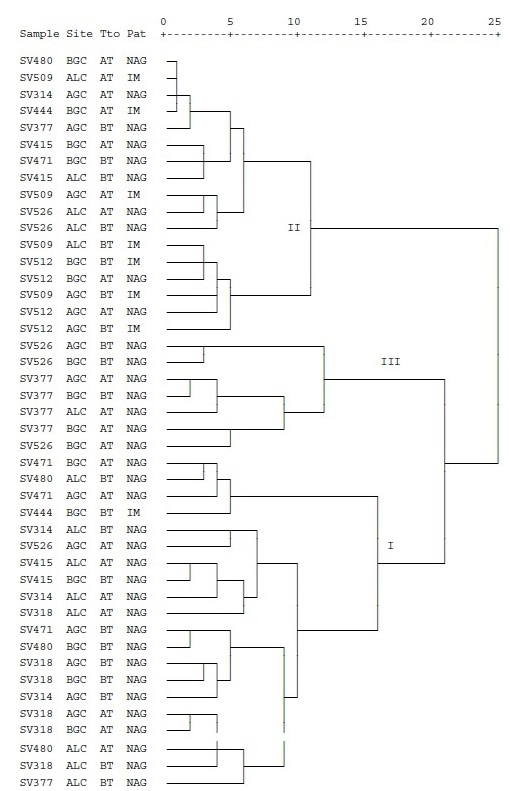 0 5 10 15 20 25
Sample Site Tto Pat
SV480 BGC AT NAG
SV509 ALC AT IM
SV314 AGC AT NAG
SV444 BGC AT IM
SV377 AGC BT NAG
SV415 BGC AT NAG
SV471 BGC BT NAG
SV415 ALC BT NAG
SV509 AGC AT IM
SV526 ALC AT NAG
SV526 ALC BT NAG
II
SV509 ALC BT IM
SV512 BGC BT IM
SV512 BGC AT NAG
SV509 AGC BT IM
SV512 AGC AT NAG
SV512 AGC BT IM
SV526 AGC BT NAG
SV526 BGC BT NAG
III
SV377 AGC AT NAG
SV377 BGC BT NAG
SV377 ALC AT NAG
SV377 BGC BT NAG
SV526 BGC AT NAG
SV471 BGC AT NAG
SV480 ALC BT NAG
SV471 AGC AT NAG
SV444 BGC BT IM
SV314 ALC BT NAG
SV526 AGC AT NAG
I
SV415 ALC AT NAG
SV415 BGC BT NAG
SV314 ALC AT NAG
SV318 ALC AT NAG
SV471 AGC BT NAG
SV480 BGC BT NAG
SV318 AGC BT NAG
SV318 BGC BT NAG
SV314 AGC BT NAG
SV318 AGC AT NAG
SV318 BGC AT NAG
SV480 ALC AT NAG
SV318 ALC BT NAG
SV377 ALC BT NAG